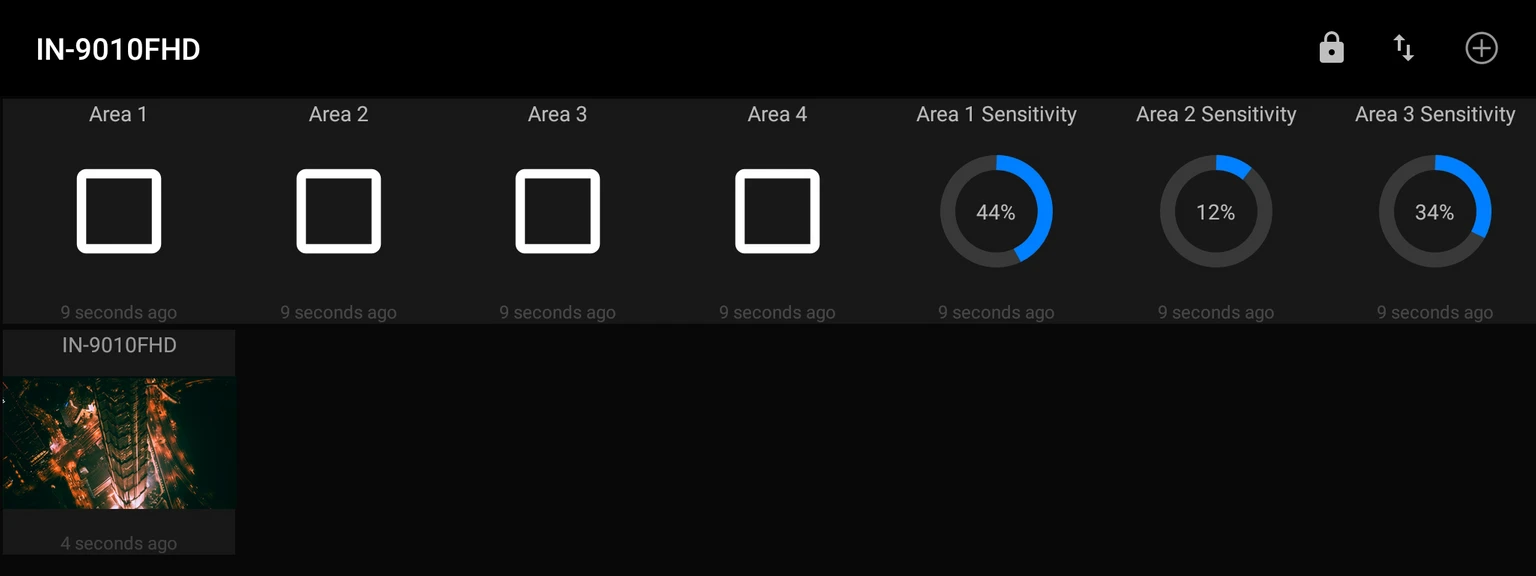 IN-9010FHD
Area 1 Area 2 Area 3 Area 4 Area 1 Sensitivity Area 2 Sensitivity Area 3 Sensitivity
44% 12% 34%
9 seconds ago 9 seconds ago 9 seconds ago 9 seconds ago 9 seconds ago 9 seconds ago 9 seconds ago
IN-9010FHD
4 seconds ago